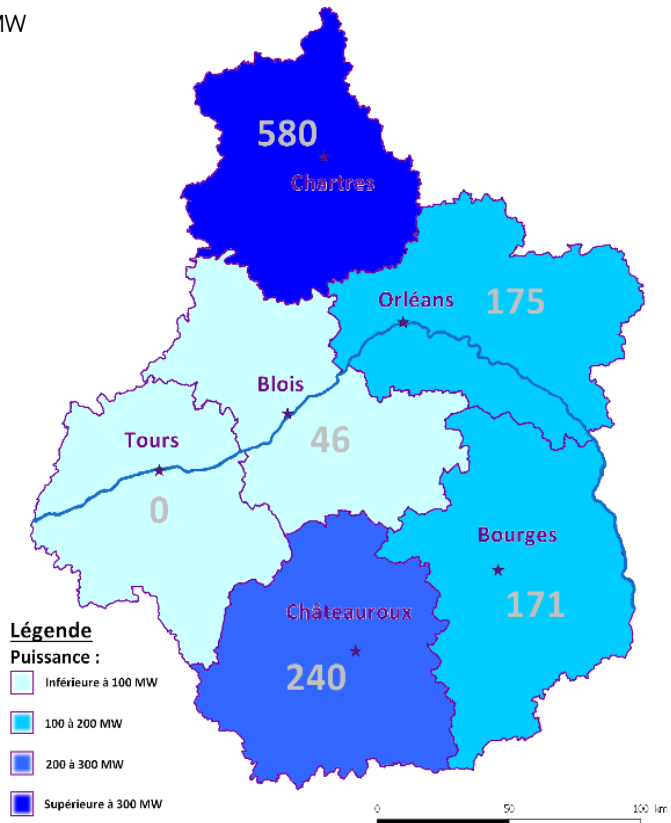 MW
580
Chartres
Orléans
175
Blois
Tours
46
0
Bourges
171
Châteauroux
240
Légende
Puissance :
Inférieure à 100 MW
100 à 200 MW
200 à 300 MW
Supérieure à 300 MW
0 50 100 km